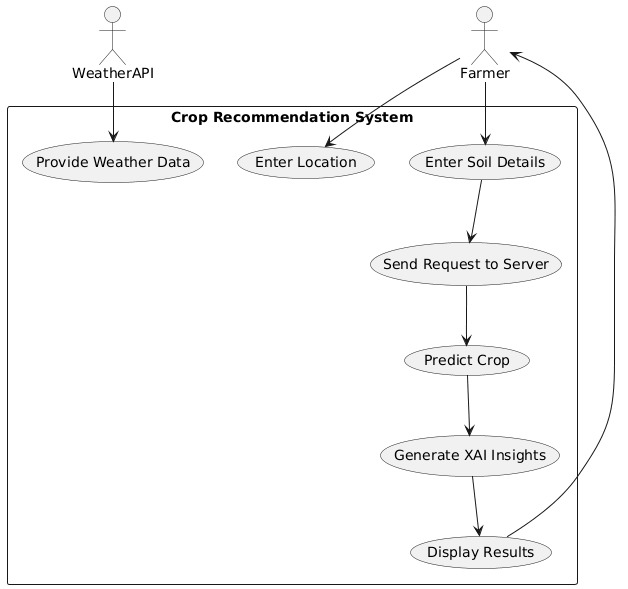 WeatherAPI
Farmer
Crop Recommendation System
Provide Weather Data
Enter Location
Enter Soil Details
Send Request to Server
Predict Crop
Generate XAI Insights
Display Results